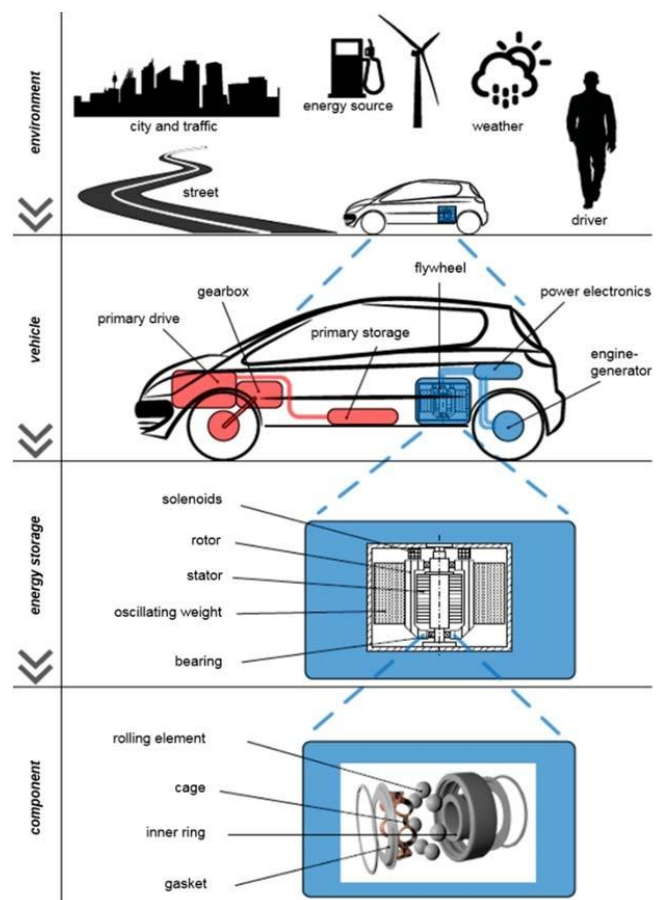 environment
city and traffic
energy source
weather
street
driver
vehicle
flywheel
gearbox
power electronics
primary drive
primary storage
engine-
generator
energy storage
solenoids
rotor
stator
oscillating weight
bearing
component
rolling element
cage
inner ring
gasket